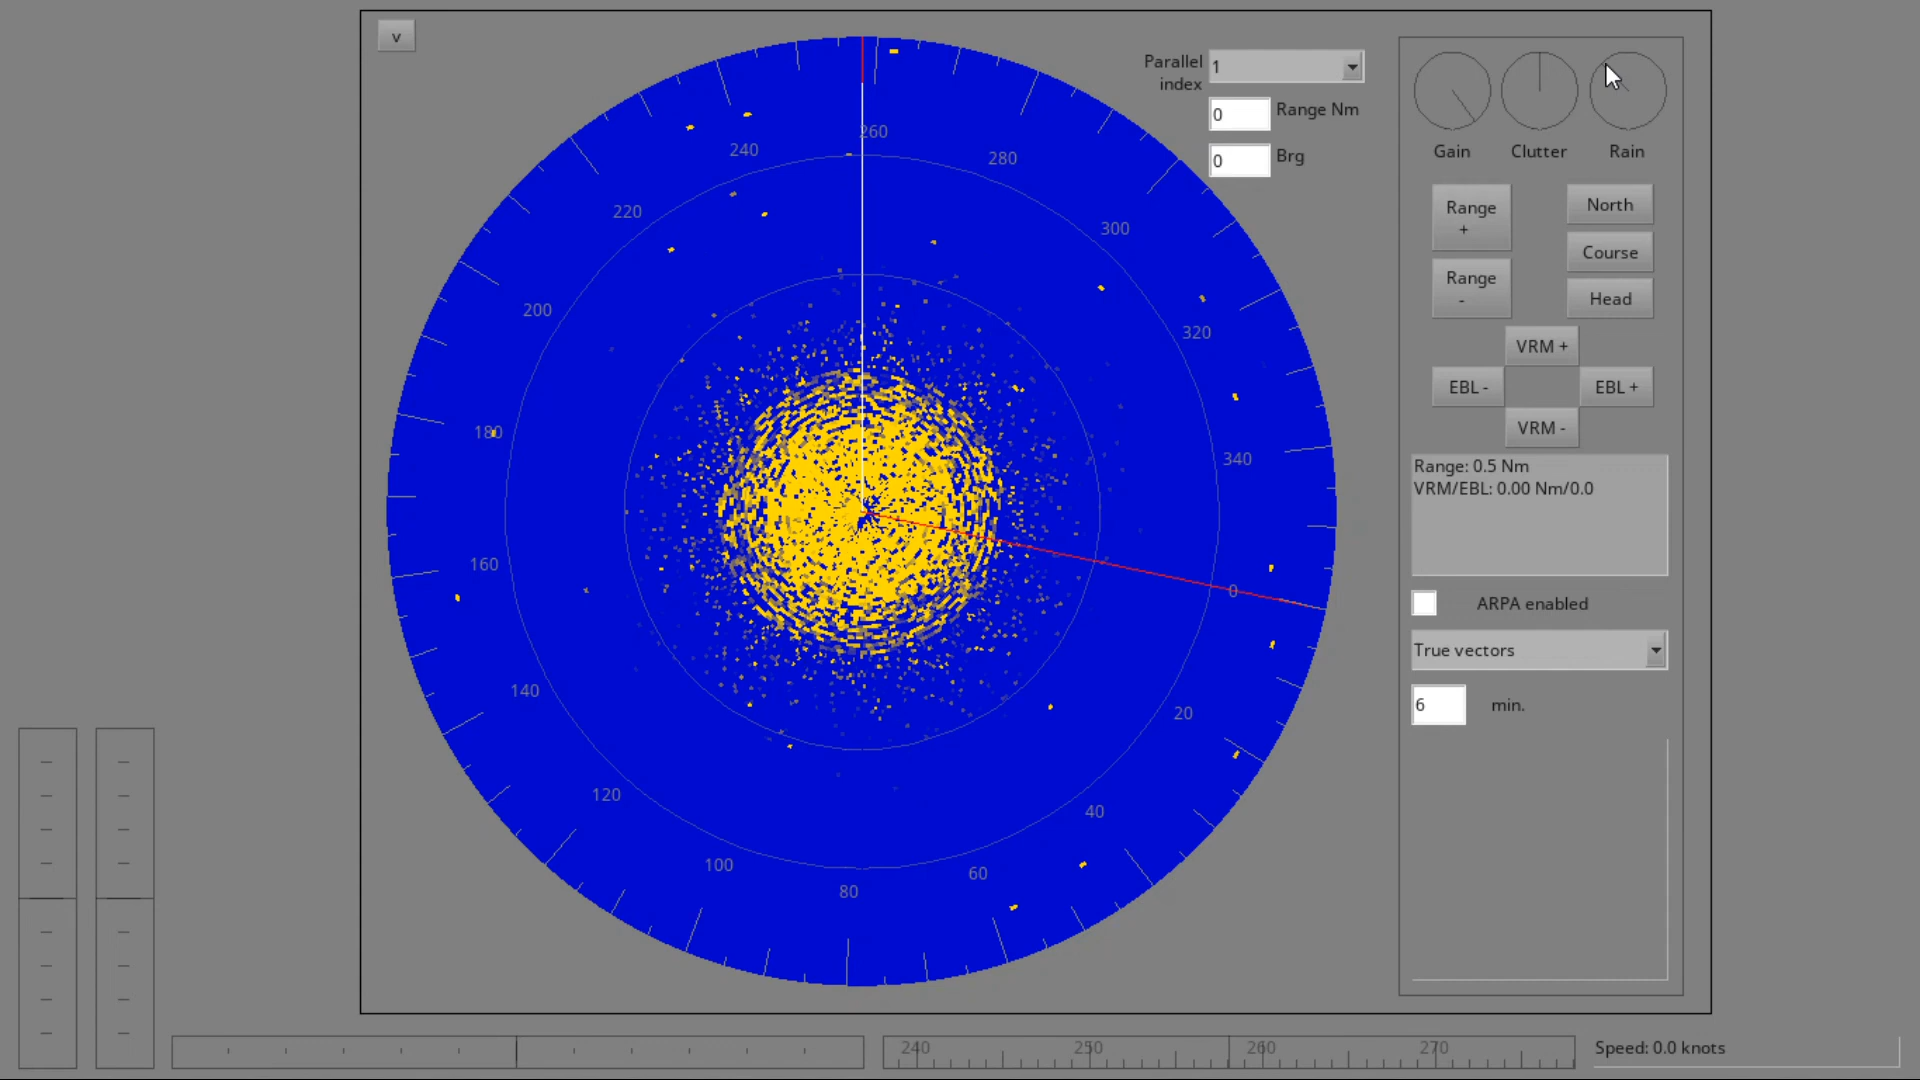 v
Parallel
index
1
0
Range Nm
0
Brg
Gain
Clutter
Rain
Range
+
North
Course
Range
-
Head
VRM +
EBL -
EBL +
VRM -
Range: 0.5 Nm
VRM/EBL: 0.00 Nm/0.0
ARPA enabled
True vectors
6
min.
260
240
280
220
300
200
320
180
340
160
0
140
20
120
40
100
60
80
240
250
260
270
Speed: 0.0 knots